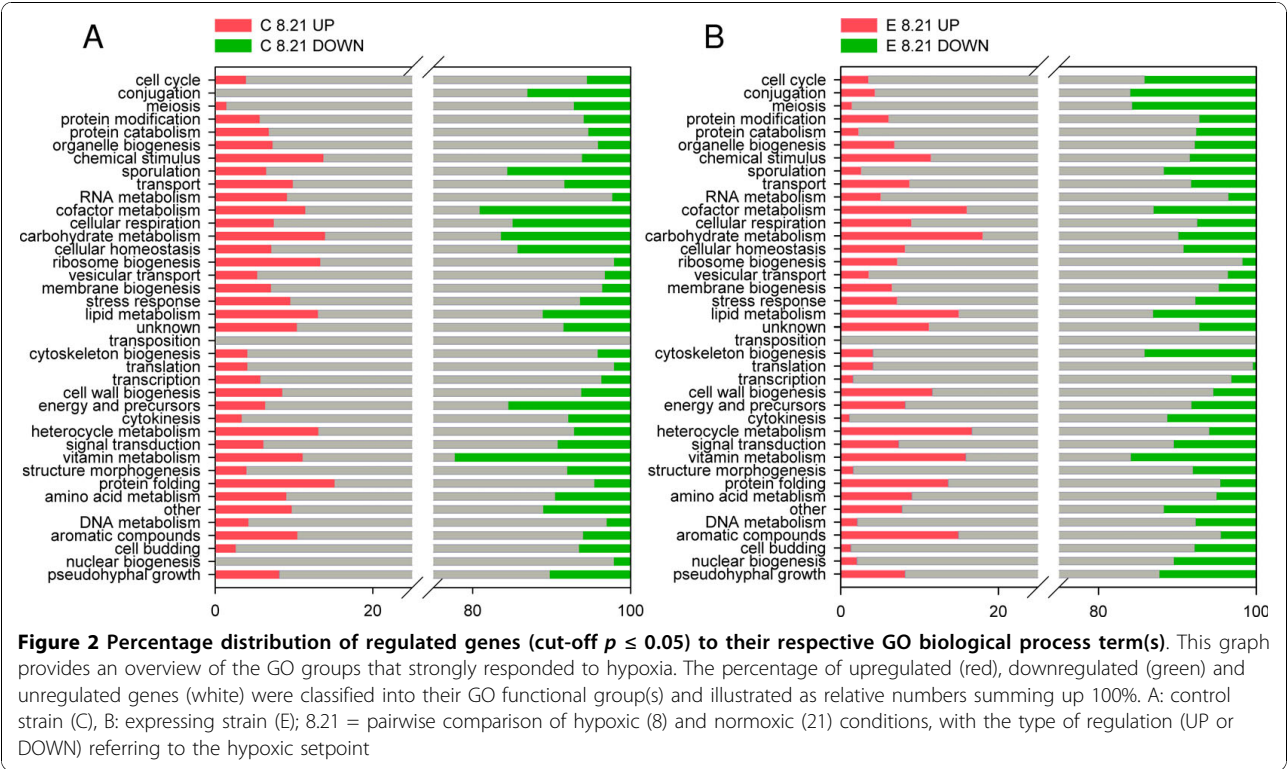 A
C 8.21 UP
C 8.21 DOWN
cell cycle
conjugation
meiosis
protein modification
protein catabolism
organelle biogenesis
chemical stimulus
sporulation
transport
RNA metabolism
cofactor metabolism
cellular respiration
carbohydrate metabolism
cellular homeostasis
ribosome biogenesis
vesicular transport
membrane biogenesis
stress response
lipid metabolism
unknown
transposition
cytoskeleton biogenesis
translation
transcription
cell wall biogenesis
energy and precursors
cytokinesis
heterocycle metabolism
signal transduction
vitamin metabolism
structure morphogenesis
protein folding
amino acid metablism
other
DNA metabolism
aromatic compounds
cell budding
nuclear biogenesis
pseudohyphal growth
0 20 80 100
B
E 8.21 UP
E 8.21 DOWN
cell cycle
conjugation
meiosis
protein modification
protein catabolism
organelle biogenesis
chemical stimulus
sporulation
transport
RNA metabolism
cofactor metabolism
cellular respiration
carbohydrate metabolism
cellular homeostasis
ribosome biogenesis
vesicular transport
membrane biogenesis
stress response
lipid metabolism
unknown
transposition
cytoskeleton biogenesis
translation
transcription
cell wall biogenesis
energy and precursors
cytokinesis
heterocycle metabolism
signal transduction
vitamin metabolism
structure morphogenesis
protein folding
amino acid metabolism
other
DNA metabolism
aromatic compounds
cell budding
nuclear biogenesis
pseudohyphal growth
0 20 80 100
Figure 2 Percentage distribution of regulated genes (cut-off p ≤ 0.05) to their respective GO biological process term(s). This graph
provides an overview of the GO groups that strongly responded to hypoxia. The percentage of upregulated (red), downregulated (green) and
unregulated genes (white) were classified into their GO functional group(s) and illustrated as relative numbers summing up 100%. A: control
strain (C), B: expressing strain (E); 8.21 = pairwise comparison of hypoxic (8) and normoxic (21) conditions, with the type of regulation (UP or
DOWN) referring to the hypoxic setpoint